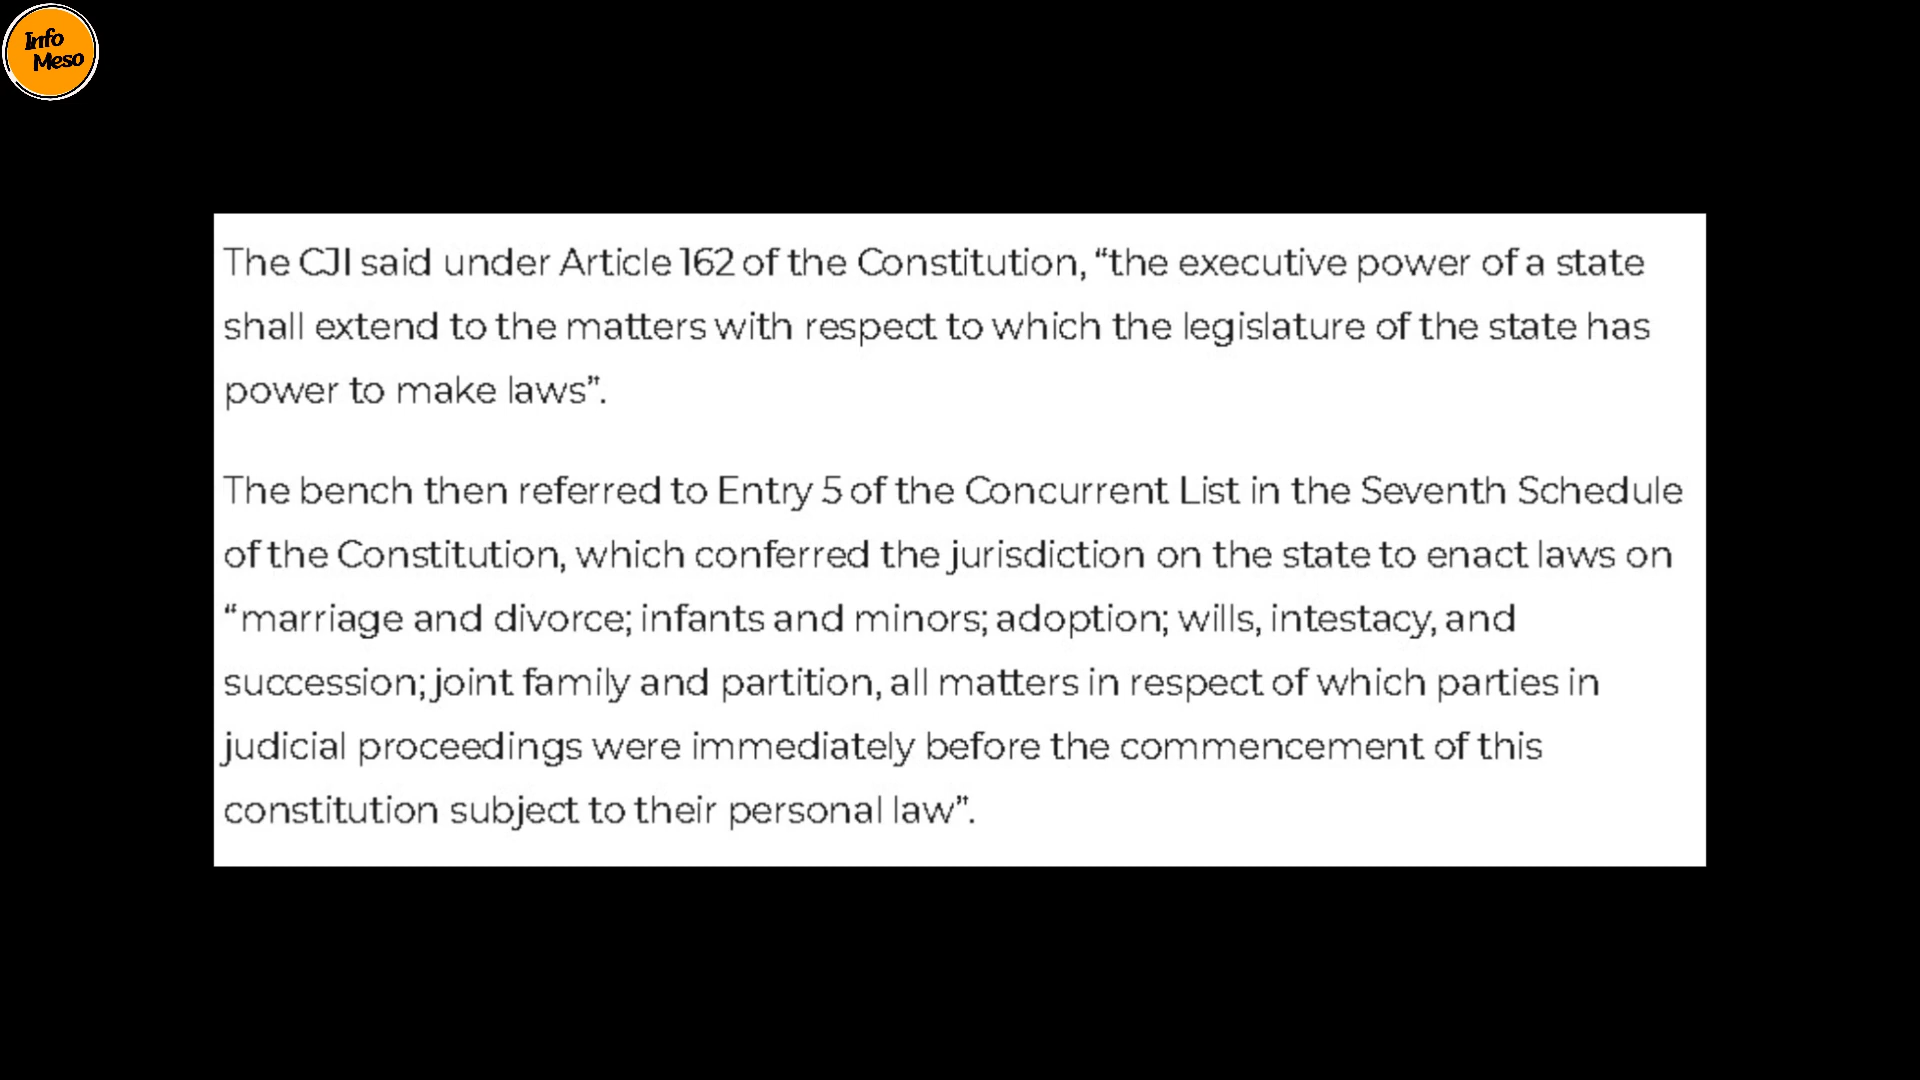 Info
Meso
The CJI said under Article 162 of the Constitution, “the executive power of a state
shall extend to the matters with respect to which the legislature of the state has
power to make laws”.
The bench then referred to Entry 5 of the Concurrent List in the Seventh Schedule
of the Constitution, which conferred the jurisdiction on the state to enact laws on
“marriage and divorce; infants and minors; adoption; wills, intestacy, and
succession; joint family and partition, all matters in respect of which parties in
judicial proceedings were immediately before the commencement of this
constitution subject to their personal law”.